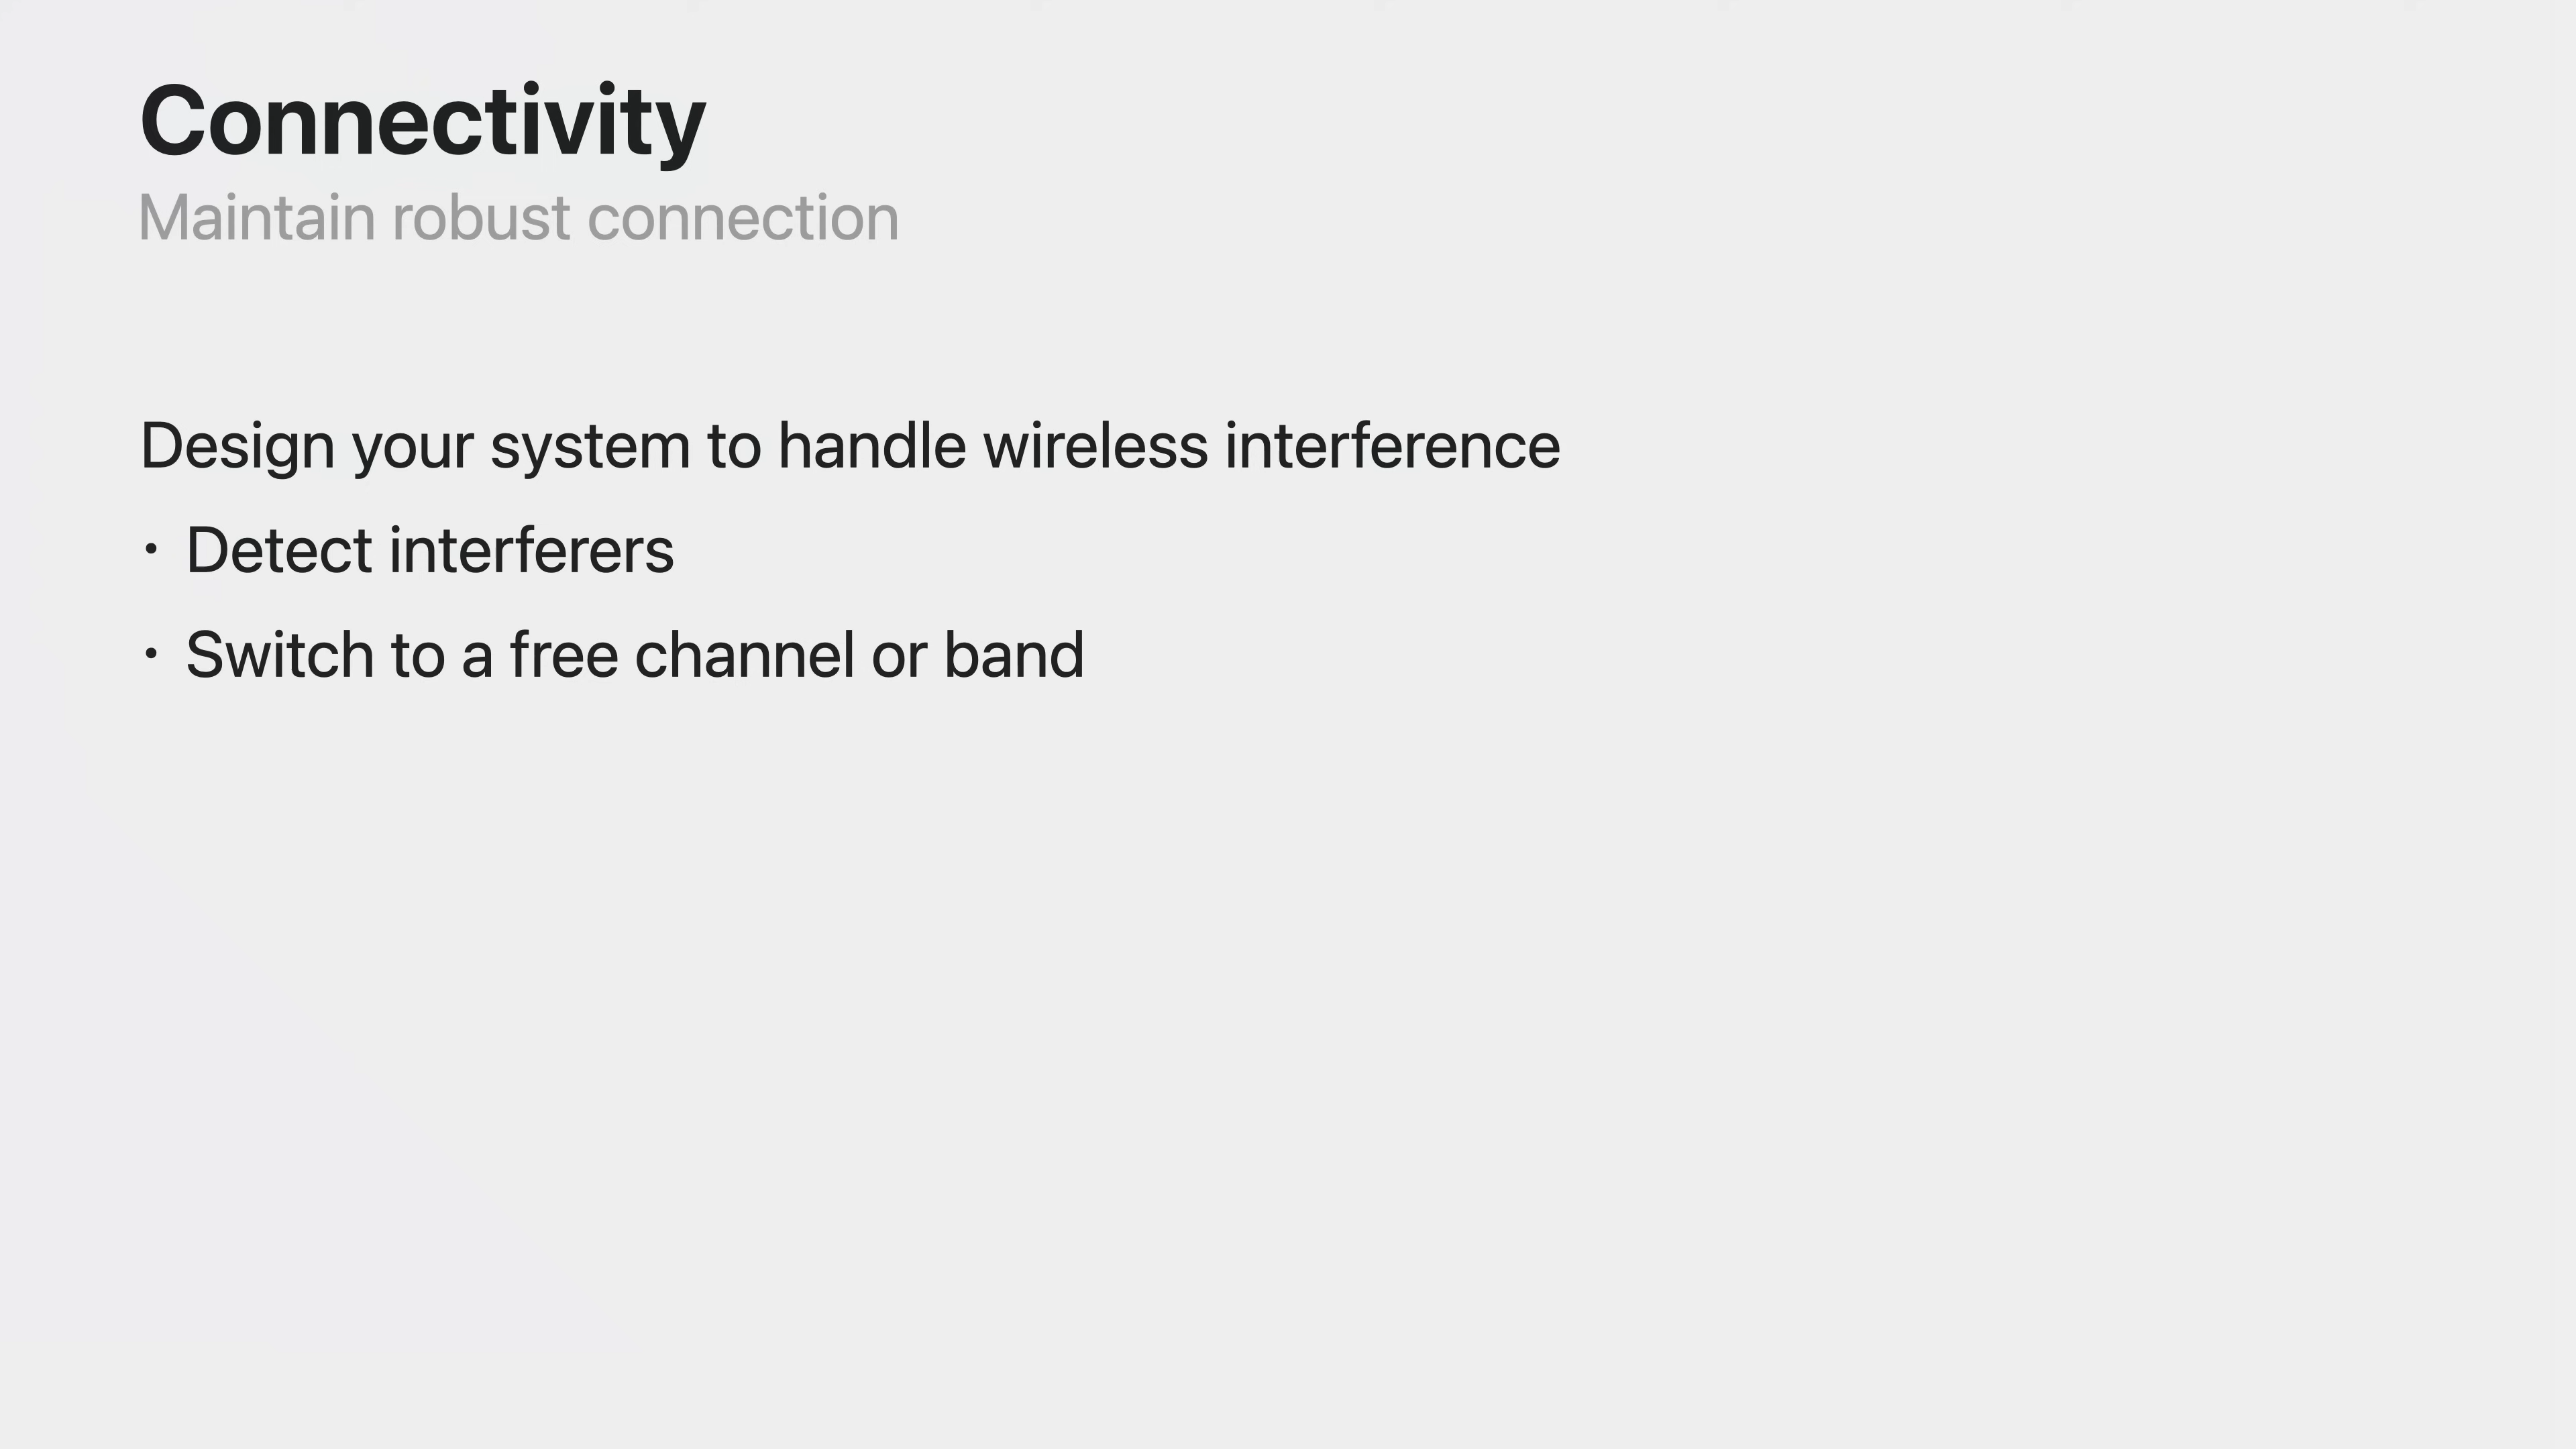 Connectivity
Maintain robust connection
Design your system to handle wireless interference
• Detect interferers
• Switch to a free channel or band